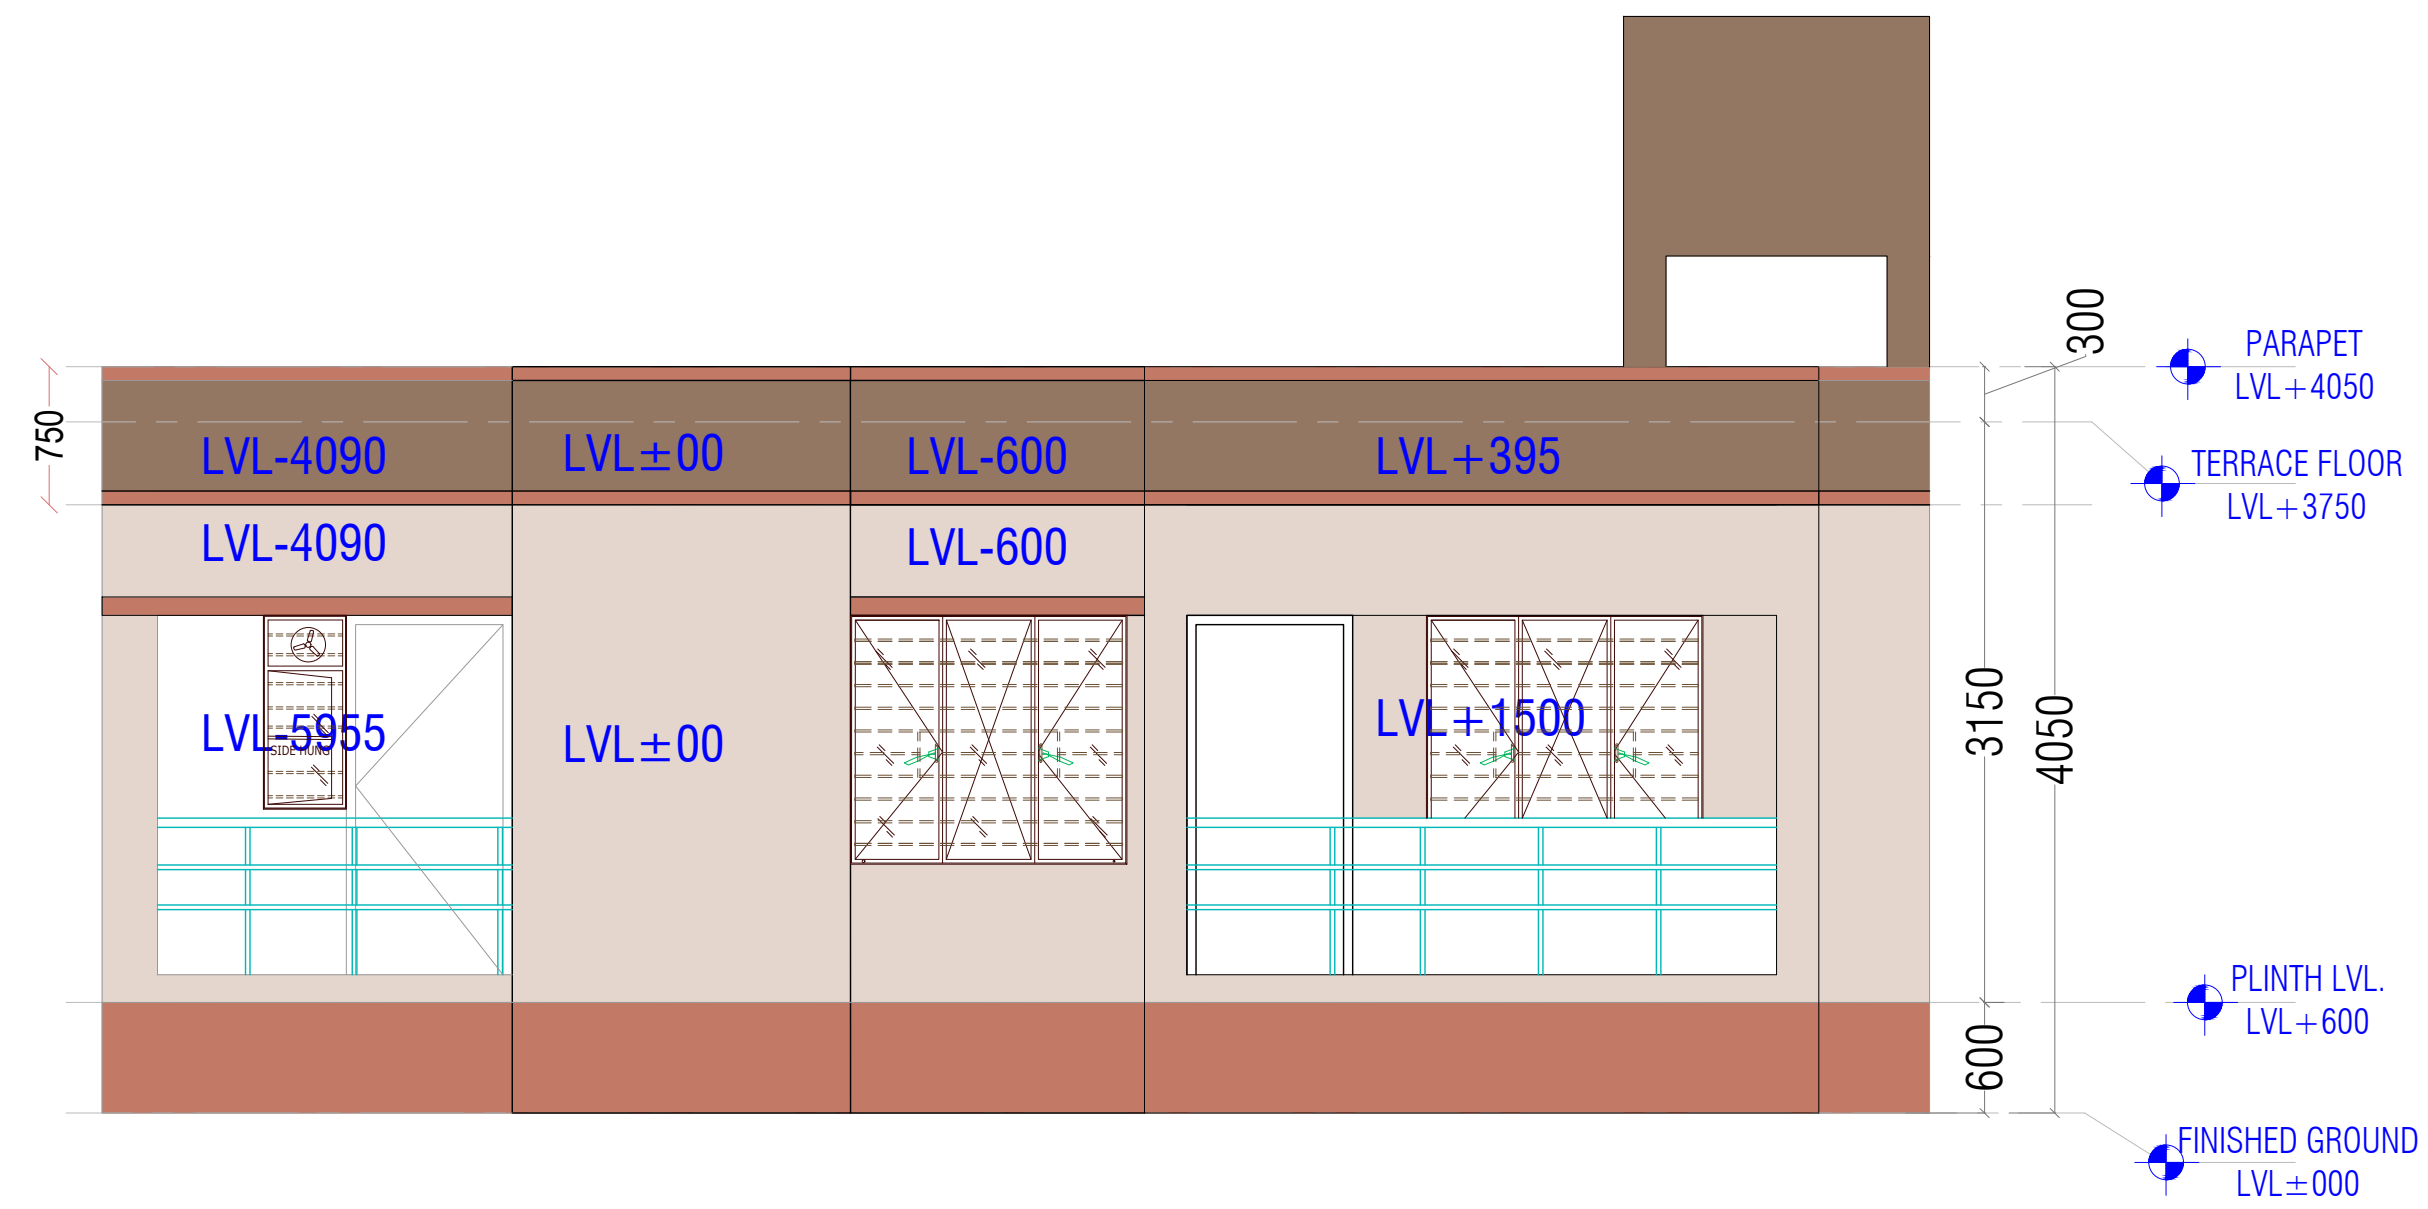 300
PARAPET
LVL+4050
750
LVL-4090
LVL±00
LVL-600
LVL+395
TERRACE FLOOR
LVL+3750
LVL-4090
LVL-600
LVL-5955
SIDE HUNG
LVL±00
LVL+1500
3150
4050
PLINTH LVL.
LVL+600
600
FINISHED GROUND
LVL±000